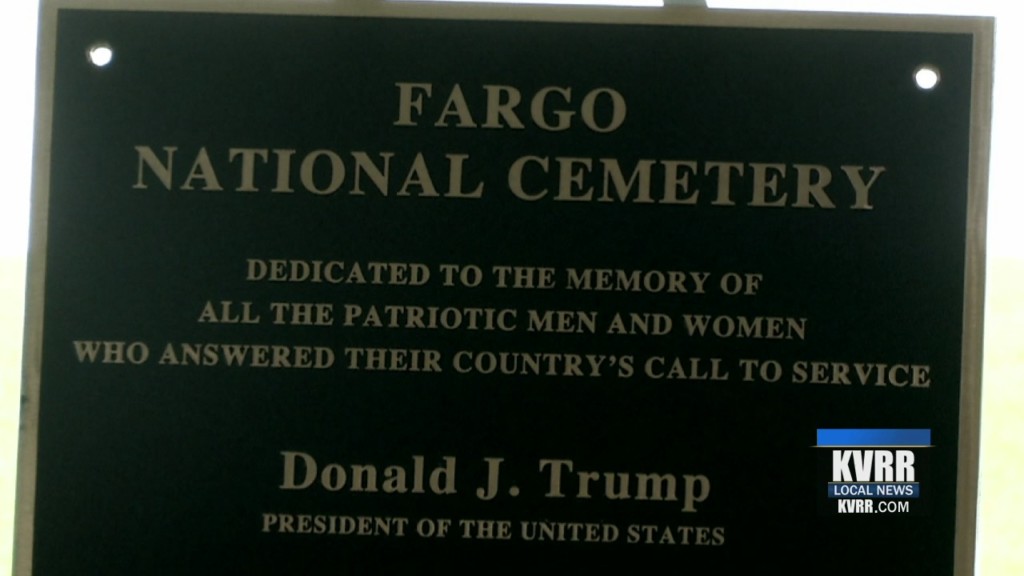 FARGO
NATIONAL CEMETERY
DEDICATED TO THE MEMORY OF
ALL THE PATRIOTIC MEN AND WOMEN
WHO ANSWERED THEIR COUNTRY'S CALL TO SERVICE
Donald J. Trump
PRESIDENT OF THE UNITED STATES
KVRR
LOCAL NEWS
KVRR.COM